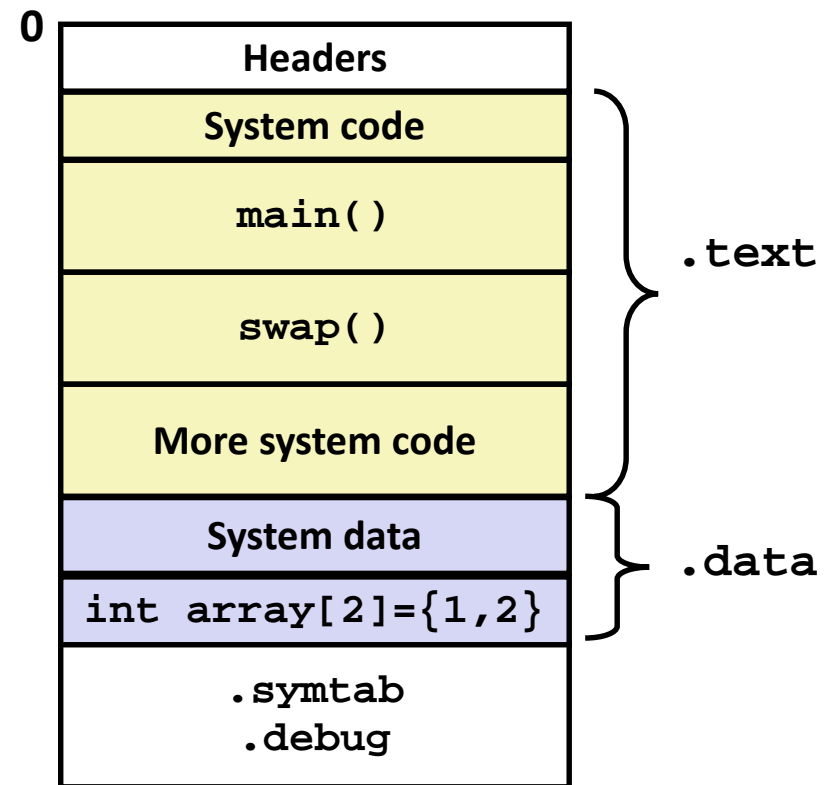 0
Headers
System code
main()
swap()
.text
More system code
System data
.data
int array[2]={1,2}
.symtab
.debug